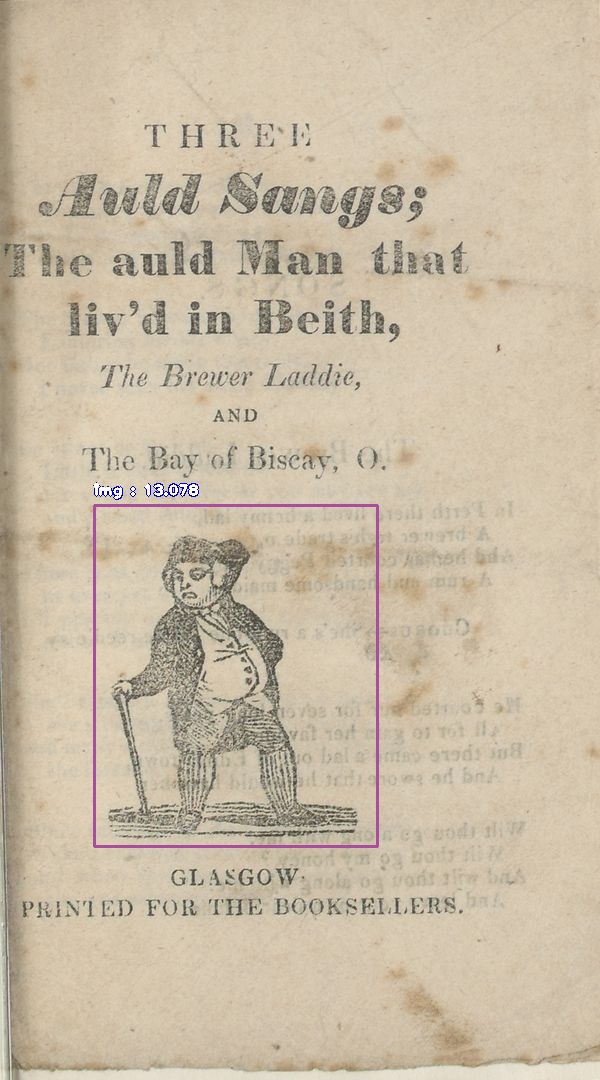 THREE
Auld Sangs;
The auld Man that
liv'd in Beith,
The Brewer Laddie,
AND
The Bay of Biscay, O.
img : 13.078
GLASGOW
PRINTED FOR THE BOOKSELLERS.